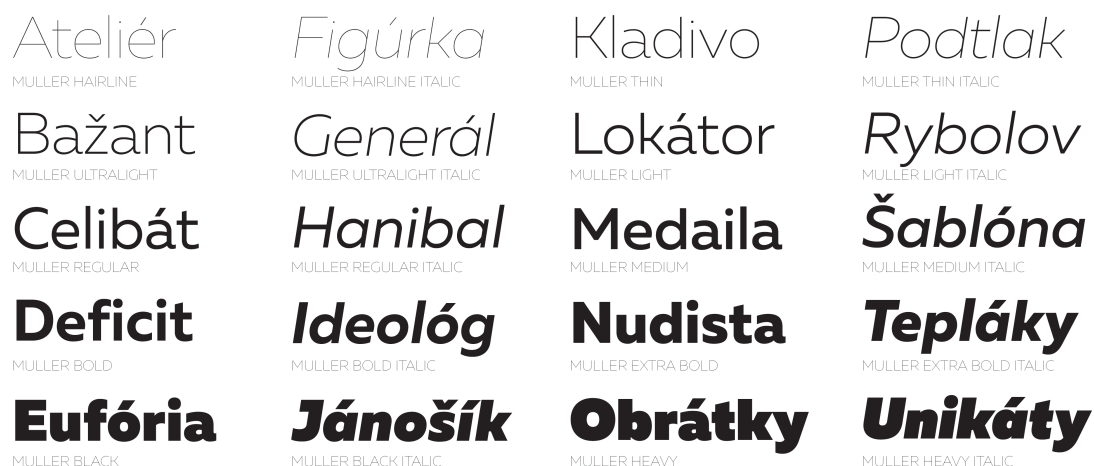 Ateliér Figúrka Kladivo Podtlak
MULLER HAIRLINE MULLER HAIRLINE ITALIC MULLER THIN MULLER THIN ITALIC
Bažant Generál Lokátor Rybolov
MULLER ULTRALIGHT MULLER ULTRALIGHT ITALIC MULLER LIGHT MULLER LIGHT ITALIC
Celibát Hanibal Medaila Šablóna
MULLER REGULAR MULLER REGULAR ITALIC MULLER MEDIUM MULLER MEDIUM ITALIC
Deficit Ideológ Nudista Tepláky
MULLER BOLD MULLER BOLD ITALIC MULLER EXTRA BOLD MULLER EXTRA BOLD ITALIC
Eufória Jánošík Obrátky Unikáty
MULLER BLACK MULLER BLACK ITALIC MULLER HEAVY MULLER HEAVY ITALIC